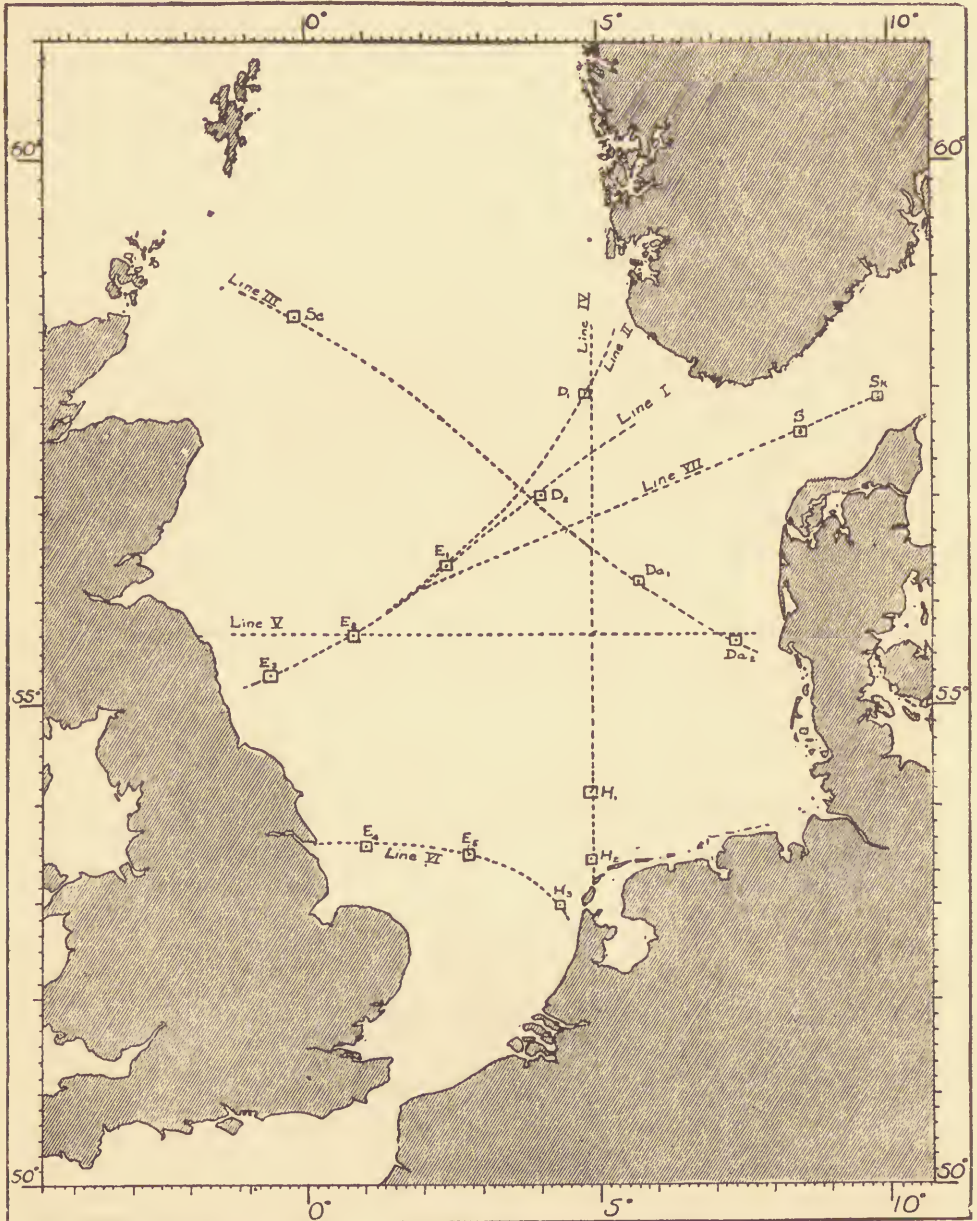 0° 5° 10°
60° 60°
Line III
Sc
Line IV
Line II
D₁
Line I
Sk
S
Line VII
D₂
E₁
Da₁
Line V
E₂
Da₂
E₃
55° 55°
H₁
E₄
E₅
Line VI
H₂
H₃
50° 50°
0° 5° 10°